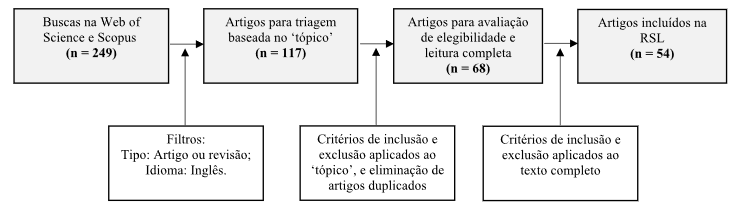 Buscas na Web of
Science e Scopus
(n = 249)
Artigos para triagem
baseada no ‘tópico’
(n = 117)
Artigos para avaliação
de elegibilidade e
leitura completa
(n = 68)
Artigos incluídos na
RSL
(n = 54)
Filtros:
Tipo: Artigo ou revisão;
Idioma: Inglês.
Critérios de inclusão e
exclusão aplicados ao
‘tópico’, e eliminação de
artigos duplicados
Critérios de inclusão e
exclusão aplicados ao
texto completo